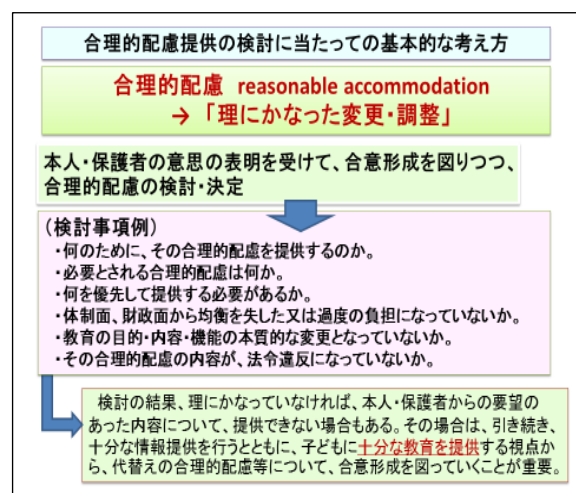 合理的配慮提供の検討に当たっての基本的な考え方
合理的配慮 reasonable accommodation
→ 「理にかなった変更・調整」
本人・保護者の意思の表明を受けて、合意形成を図りつつ、
合理的配慮の検討・決定
(検討事項例)
・何のために、その合理的配慮を提供するのか。
・必要とされる合理的配慮は何か。
・何を優先して提供する必要があるか。
・体制面、財政面から均衡を失した又は過度の負担になっていないか。
・教育の目的・内容・機能の本質的な変更となっていないか。
・その合理的配慮の内容が、法令違反になっていないか。
検討の結果、理にかなっていなければ、本人・保護者からの要望の
あった内容について、提供できない場合もある。その場合は、引き続き、
十分な情報提供を行うとともに、子どもに十分な教育を提供する視点か
ら、代替えの合理的配慮等について、合意形成を図っていくことが重要。